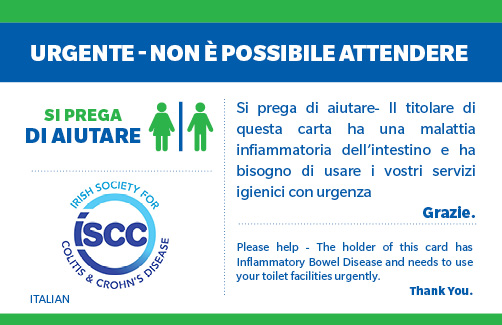 URGENTE - NON È POSSIBILE ATTENDERE
SI PREGA
DI AIUTARE
IRISH SOCIETY FOR
iscc
COLITIS & CROHN'S DISEASE
ITALIAN
Si prega di aiutare- Il titolare di
questa carta ha una malattia
infiammatoria dell'intestino e ha
bisogno di usare i vostri servizi
igienici con urgenza
Grazie.
Please help - The holder of this card has
Inflammatory Bowel Disease and needs to use
your toilet facilities urgently.
Thank You.